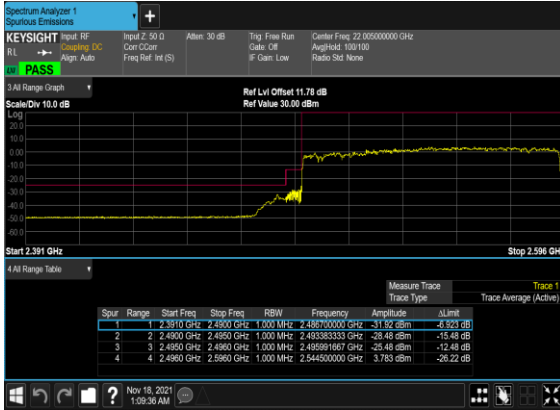 Spectrum Analyzer 1
Spurious Emissions
+
KEYSIGHT Input: RF Input Z: 50 Ω Atten: 30 dB Trig: Free Run Center Freq: 22.005000000 GHz
RL Coupling: DC Corr CCorr Gate: Off Avg|Hold: 100/100
Align: Auto Freq Ref: Int (S) IF Gain: Low Radio Std: None
PASS
3 All Range Graph
Ref Lvl Offset 11.78 dB
Scale/Div 10.0 dB Ref Value 30.00 dBm
Log
20.0
10.0
0.00
-10.0
-20.0
-30.0
-40.0
-50.0
-60.0
Start 2.391 GHz Stop 2.596 GH
4 All Range Table
Measure Trace Trace 1
Trace Type Trace Average (Active)
Spur Range Start Freq Stop Freq RBW Frequency Amplitude ΔLimit
1 1 2.3910 GHz 2.4900 GHz 1.000 MHz 2.486700000 GHz -31.92 dBm -6.923 dB
2 2 2.4900 GHz 2.4950 GHz 1.000 MHz 2.493383333 GHz -28.48 dBm -15.48 dB
3 3 2.4950 GHz 2.4960 GHz 1.000 MHz 2.495991667 GHz -25.48 dBm -12.48 dB
4 4 2.4960 GHz 2.5960 GHz 1.000 MHz 2.544500000 GHz 3.783 dBm -26.22 dB
? Nov 18, 2021
1:09:36 AM